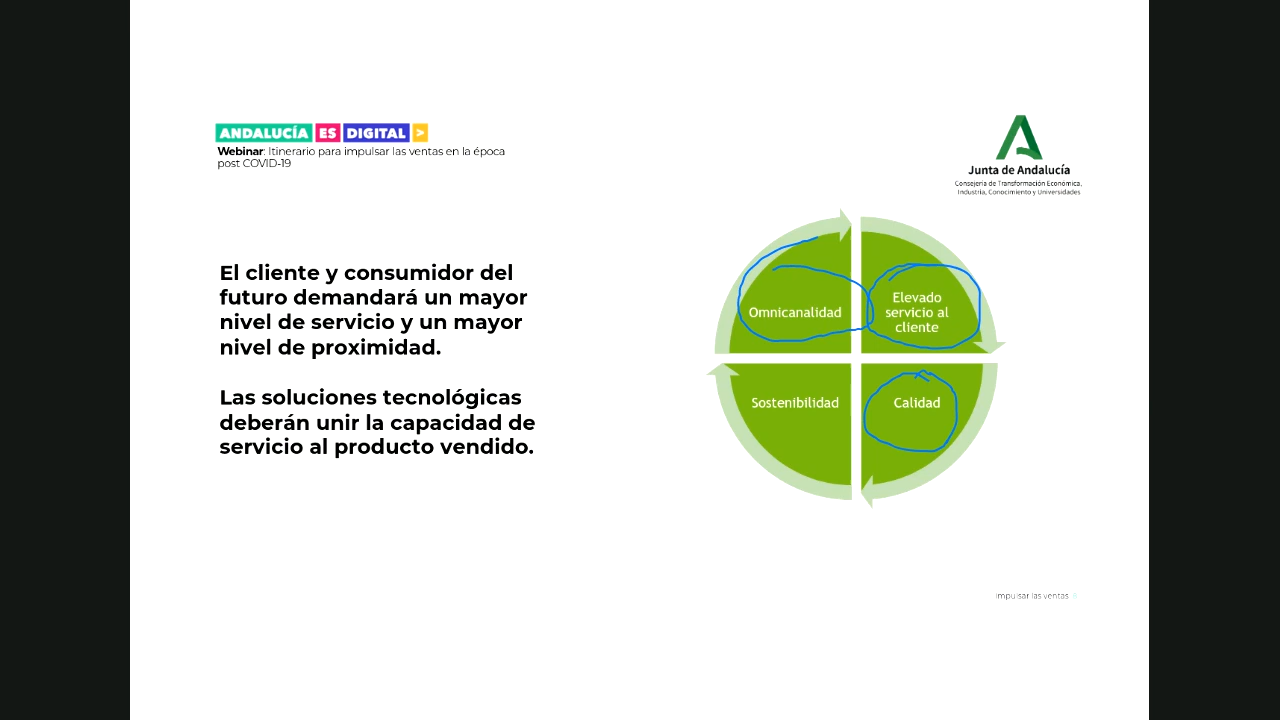 ANDALUCÍA ES DIGITAL >
Webinar: Itinerario para impulsar las ventas en la época
post COVID-19
Junta de Andalucía
Consejería de Transformación Económica,
Industria, Conocimiento y Universidades
El cliente y consumidor del
futuro demandará un mayor
nivel de servicio y un mayor
nivel de proximidad.
Las soluciones tecnológicas
deberán unir la capacidad de
servicio al producto vendido.
Omnicanalidad
Elevado
servicio al
cliente
Sostenibilidad
Calidad
Impulsar las ventas